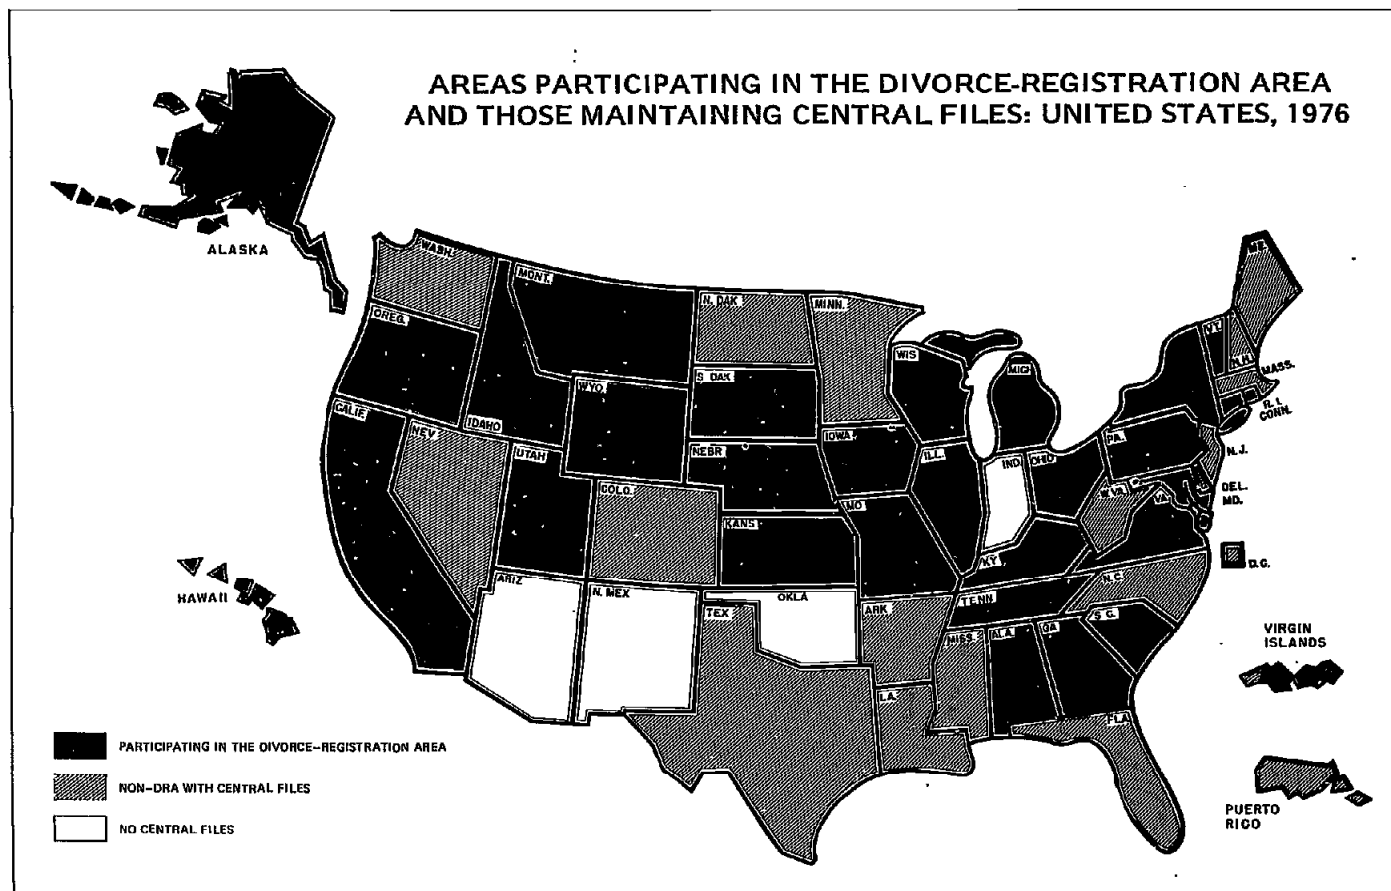 AREAS PARTICIPATING IN THE DIVORCE-REGISTRATION AREA
AND THOSE MAINTAINING CENTRAL FILES: UNITED STATES, 1976
ALASKA
WASH.
MONT.
N. DAK.
MINN.
ME.
OREG.
WIS
MICH
VT.
N.H.
MASS.
WYO.
S. DAK.
R. I.
CONN.
CALIF
NEV.
IDAHO
IOWA
PA.
N.J.
UTAH
NEBR
ILL.
IND.
OHIO
COLO.
W.VA.
VA.
DEL.
MD.
KANS
MO
KY
D.C.
HAWAII
ARIZ
N. MEX
OKLA
TEX
ARK
TENN
N.C.
S.C.
MISS.
ALA.
GA
LA.
FLA.
VIRGIN
ISLANDS
PUERTO
RICO
PARTICIPATING IN THE DIVORCE-REGISTRATION AREA
NON-DRA WITH CENTRAL FILES
NO CENTRAL FILES